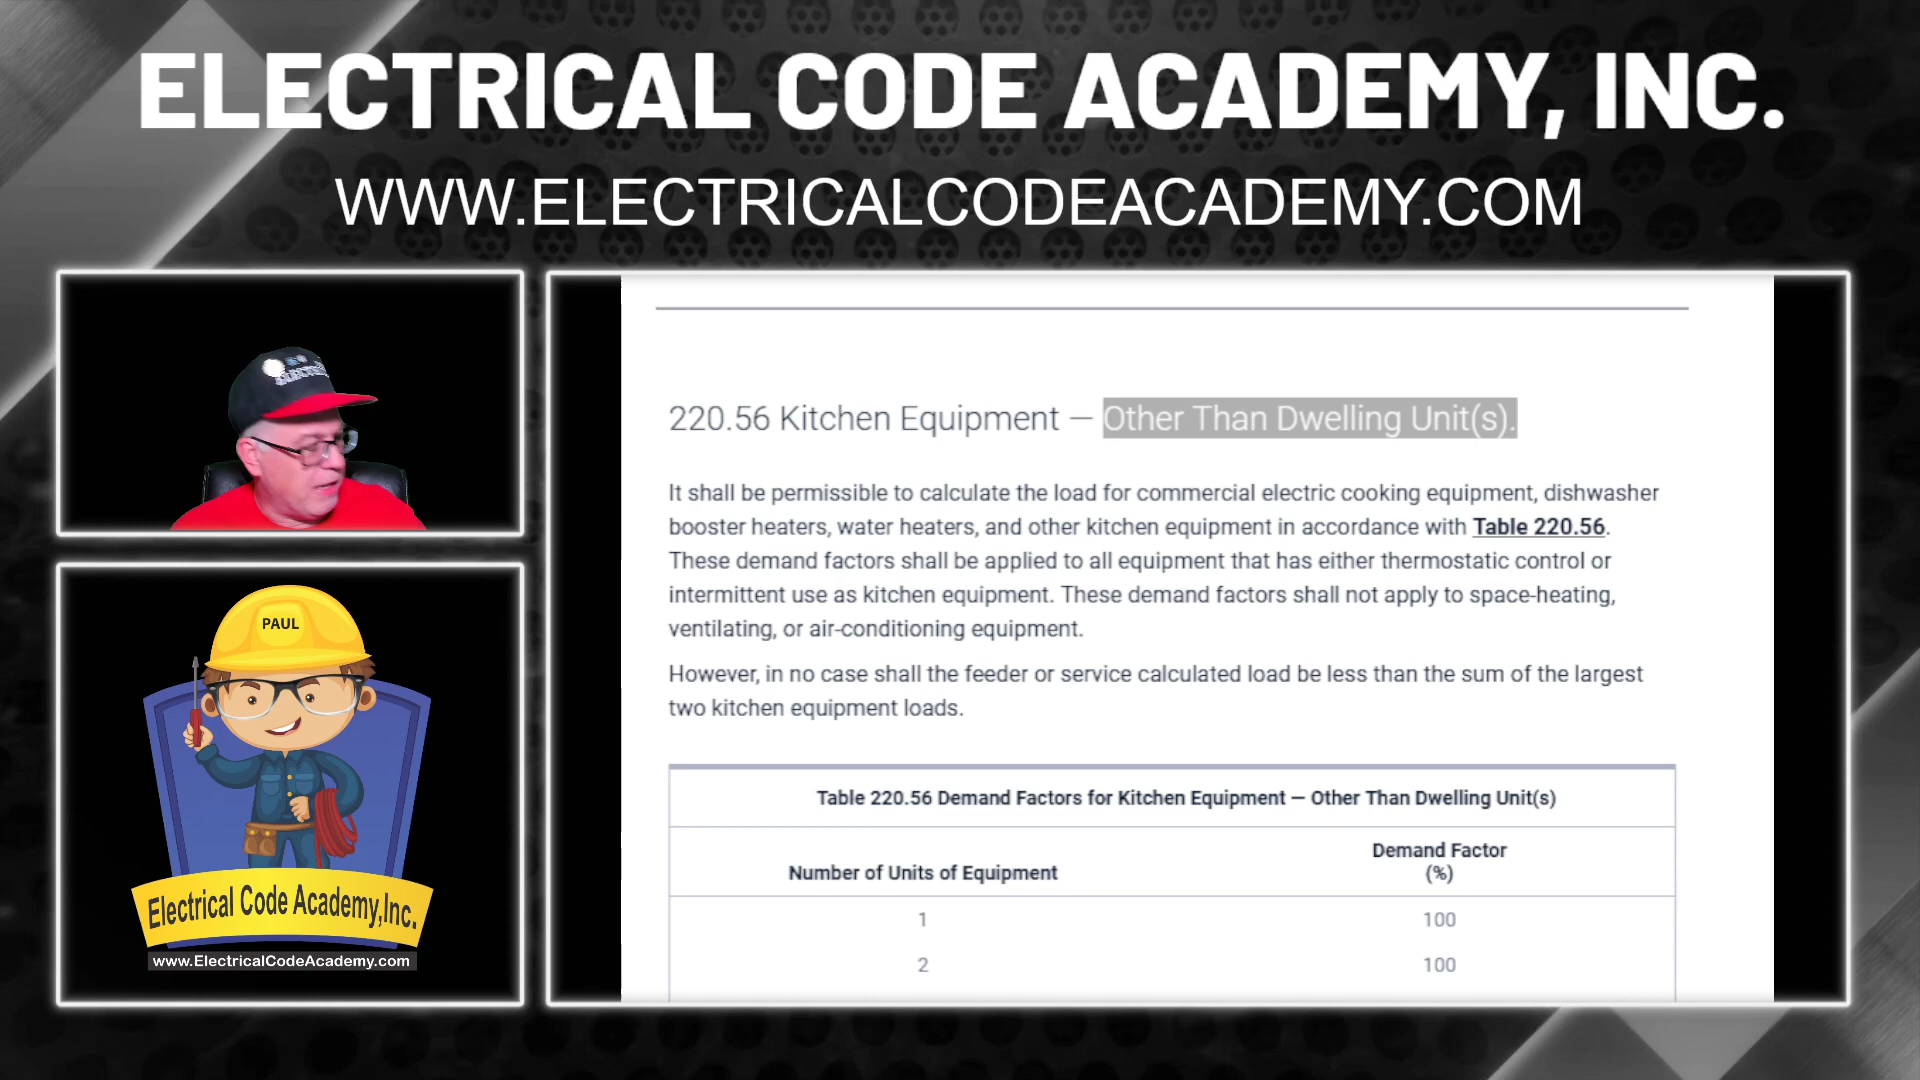 ELECTRICAL CODE ACADEMY, INC.
WWW.ELECTRICALCODEACADEMY.COM
220.56 Kitchen Equipment — Other Than Dwelling Unit(s).
It shall be permissible to calculate the load for commercial electric cooking equipment, dishwasher
booster heaters, water heaters, and other kitchen equipment in accordance with Table 220.56.
These demand factors shall be applied to all equipment that has either thermostatic control or
intermittent use as kitchen equipment. These demand factors shall not apply to space-heating,
ventilating, or air-conditioning equipment.
However, in no case shall the feeder or service calculated load be less than the sum of the largest
two kitchen equipment loads.
Table 220.56 Demand Factors for Kitchen Equipment — Other Than Dwelling Unit(s)
Number of Units of Equipment
Demand Factor
(%)
1 100
2 100
PAUL
Electrical Code Academy,Inc.
www.ElectricalCodeAcademy.com